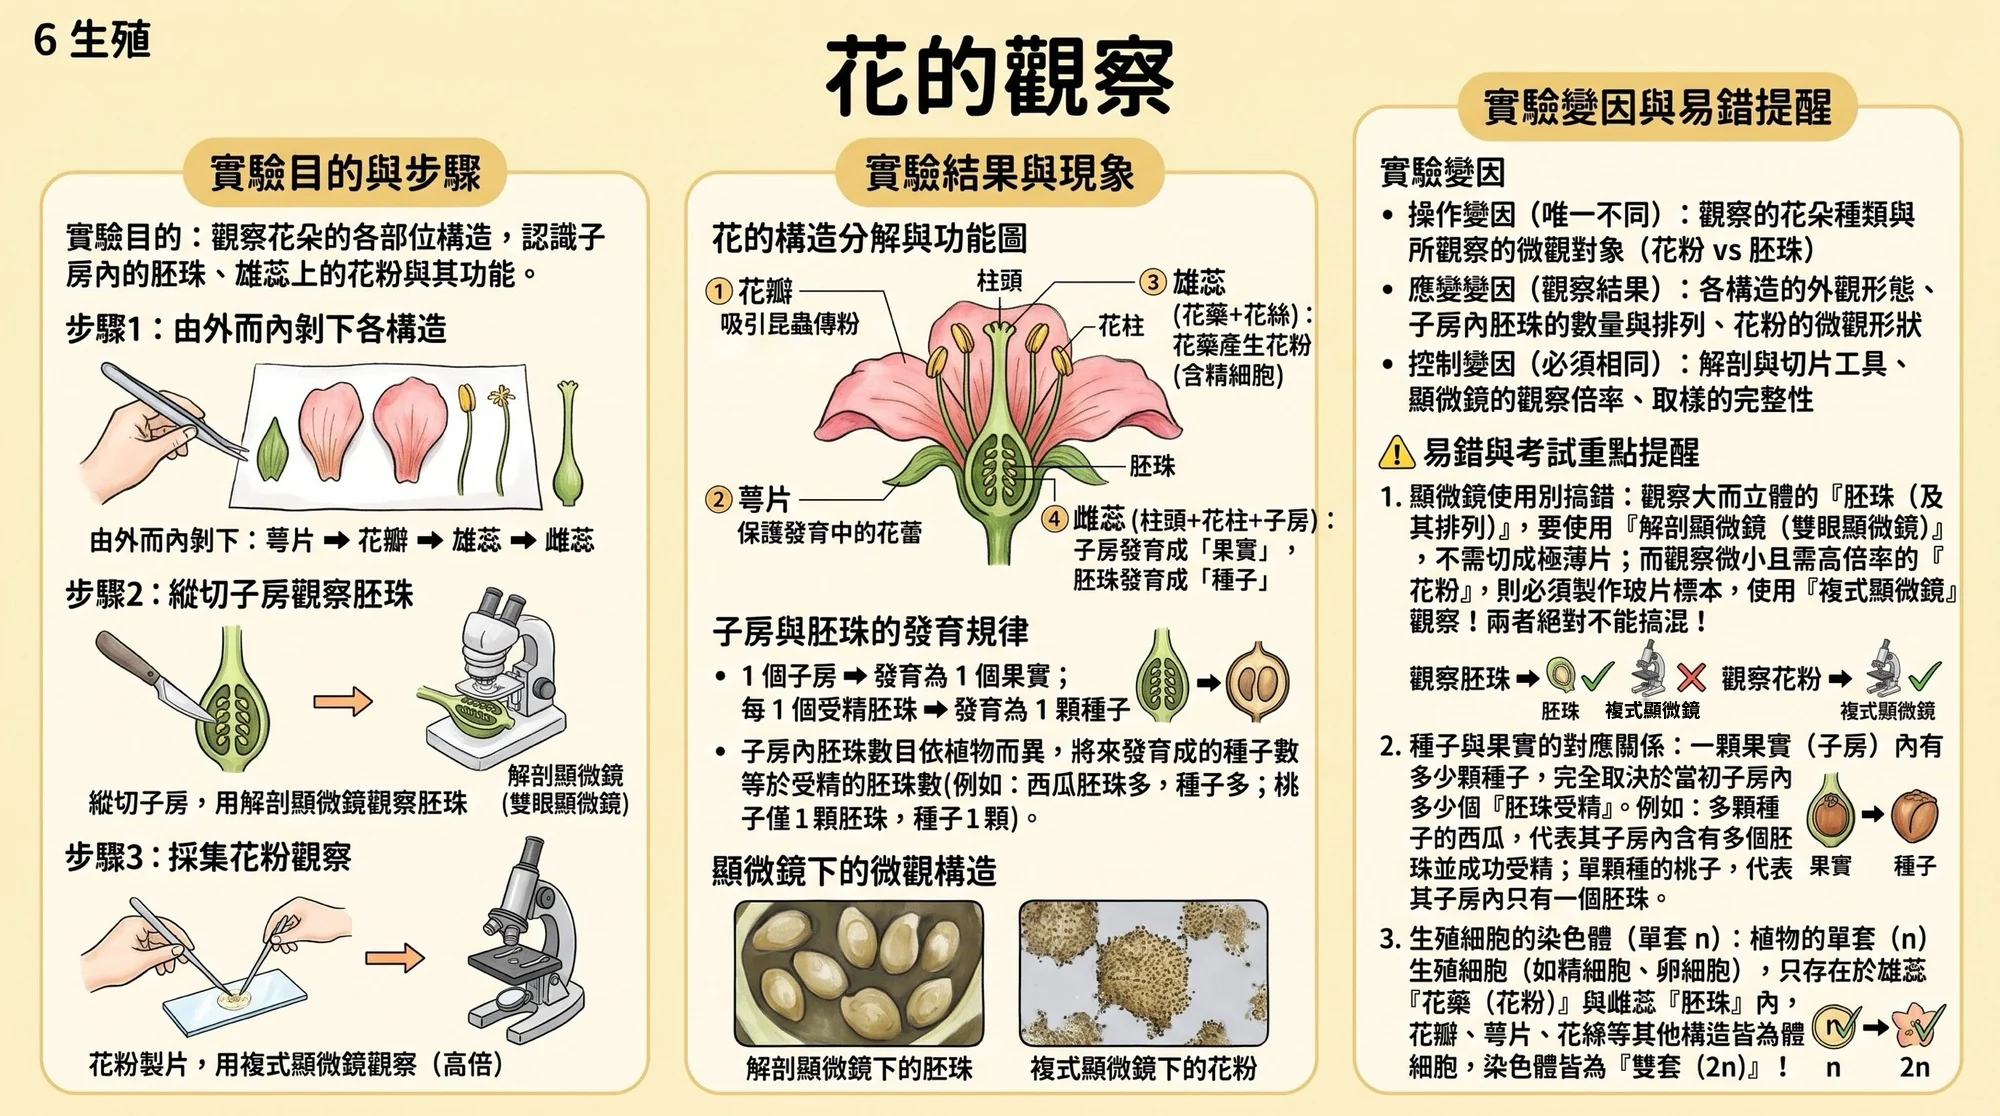 6 生殖
花的觀察
實驗目的與步驟
實驗目的：觀察花朵的各部位構造，認識子
房內的胚珠、雄蕊上的花粉與其功能。
步驟1：由外而內剝下各構造
由外而內剝下：萼片 ➡ 花瓣 ➡ 雄蕊 ➡ 雌蕊
步驟2：縱切子房觀察胚珠
縱切子房，用解剖顯微鏡觀察胚珠
解剖顯微鏡
(雙眼顯微鏡)
步驟3：採集花粉觀察
花粉製片，用複式顯微鏡觀察（高倍）
實驗結果與現象
花的構造分解與功能圖
1 花瓣
吸引昆蟲傳粉
柱頭
花柱
3 雄蕊
(花藥+花絲)：
花藥產生花粉
(含精細胞)
2 萼片
保護發育中的花蕾
胚珠
4 雌蕊 (柱頭+花柱+子房)：
子房發育成「果實」，
胚珠發育成「種子」
子房與胚珠的發育規律
• 1 個子房 ➡ 發育為 1 個果實；
每 1 個受精胚珠 ➡ 發育為 1 顆種子
• 子房內胚珠數目依植物而異，將來發育成的種子數
等於受精的胚珠數(例如：西瓜胚珠多，種子多；桃
子僅1顆胚珠，種子1顆)。
顯微鏡下的微觀構造
解剖顯微鏡下的胚珠
複式顯微鏡下的花粉
實驗變因與易錯提醒
實驗變因
• 操作變因（唯一不同）：觀察的花朵種類與
所觀察的微觀對象（花粉 vs 胚珠）
• 應變變因（觀察結果）：各構造的外觀形態、
子房內胚珠的數量與排列、花粉的微觀形狀
• 控制變因（必須相同）：解剖與切片工具、
顯微鏡的觀察倍率、取樣的完整性
易錯與考試重點提醒
1. 顯微鏡使用別搞錯：觀察大而立體的『胚珠（及
其排列）』，要使用『解剖顯微鏡（雙眼顯微鏡）』
，不需切成極薄片；而觀察微小且需高倍率的『
花粉』，則必須製作玻片標本，使用『複式顯微鏡』
觀察！兩者絕對不能搞混！
觀察胚珠 ➡ 胚珠 複式顯微鏡 觀察花粉 ➡ 複式顯微鏡
2. 種子與果實的對應關係：一顆果實（子房）內有
多少顆種子，完全取決於當初子房內
多少個『胚珠受精』。例如：多顆種
子的西瓜，代表其子房內含有多個胚
珠並成功受精；單顆種的桃子，代表
其子房內只有一個胚珠。
果實 種子
3. 生殖細胞的染色體（單套 n）：植物的單套（n）
生殖細胞（如精細胞、卵細胞），只存在於雄蕊
『花藥（花粉）』與雌蕊『胚珠』內，
花瓣、萼片、花絲等其他構造皆為體
細胞，染色體皆為『雙套（2n）』！
n
n 2n